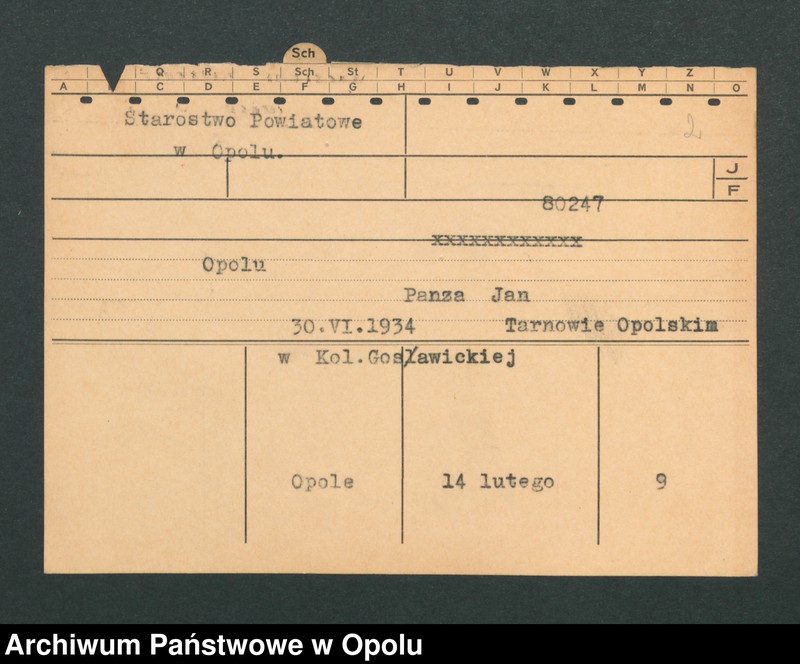 Sch
Q R S Sch St T U V W X Y Z
A C D E F G H I J K L M N O
Starostwo Powiatowe
2
w Opolu.
J
F
80247
xxxxxxxxxxxx
Opolu
Panza Jan
30.VI.1934 Tarnowie Opolskim
w Kol.Gosławickiej
Opole 14 lutego 9
Archiwum Państwowe w Opolu